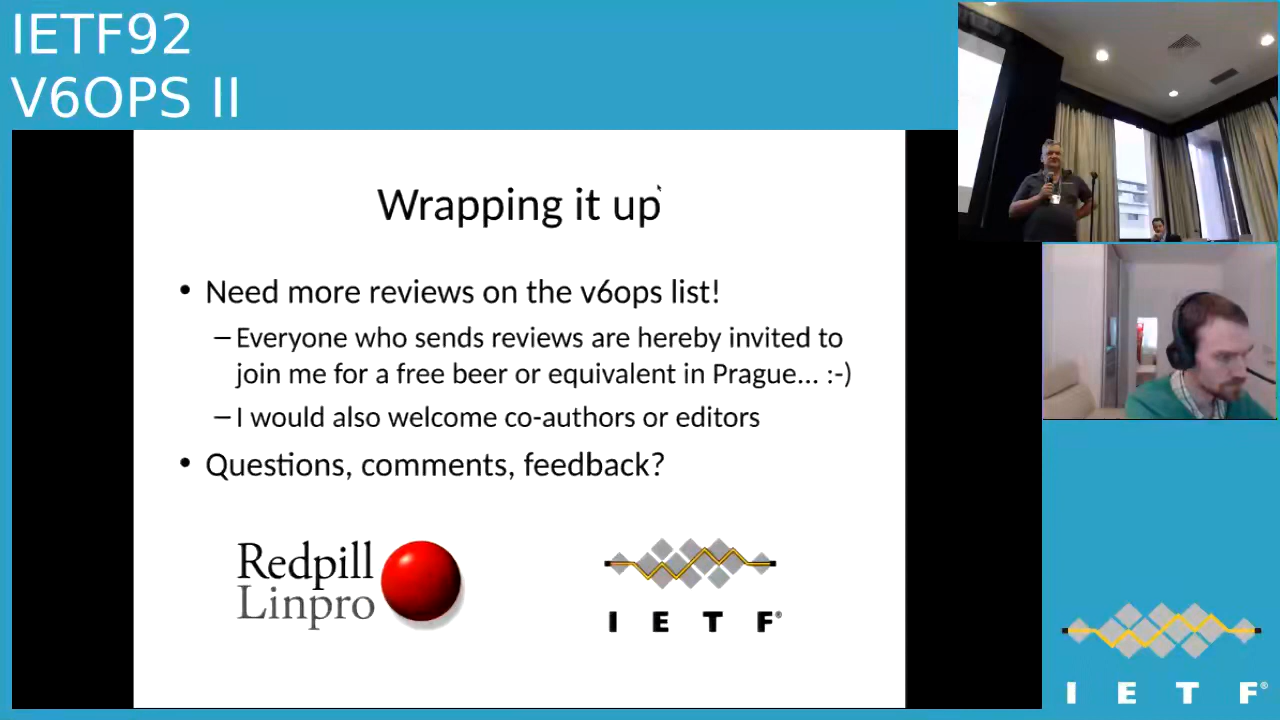 IETF92
V6OPS II
Wrapping it up
• Need more reviews on the v6ops list!
– Everyone who sends reviews are hereby invited to
join me for a free beer or equivalent in Prague... :-)
– I would also welcome co-authors or editors
• Questions, comments, feedback?
Redpill
Linpro
I E T F®
I E T F®